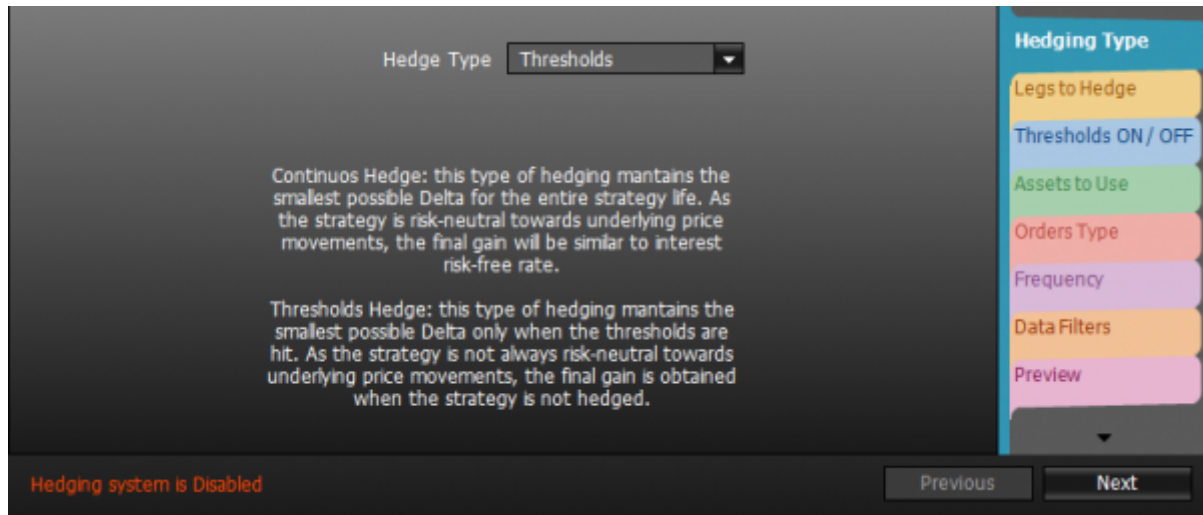 Hedge Type Thresholds
Continuos Hedge: this type of hedging mantains the
smallest possible Delta for the entire strategy life. As
the strategy is risk-neutral towards underlying price
movements, the final gain will be similar to interest
risk-free rate.
Thresholds Hedge: this type of hedging mantains the
smallest possible Delta only when the thresholds are
hit. As the strategy is not always risk-neutral towards
underlying price movements, the final gain is obtained
when the strategy is not hedged.
Hedging Type
Legs to Hedge
Thresholds ON / OFF
Assets to Use
Orders Type
Frequency
Data Filters
Preview
Hedging system is Disabled
Previous
Next